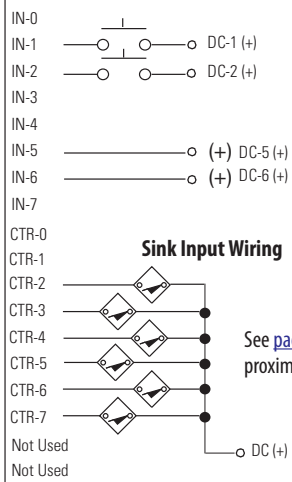 IN-0
IN-1 DC-1 (+)
IN-2 DC-2 (+)
IN-3
IN-4
IN-5 (+) DC-5 (+)
IN-6 (+) DC-6 (+)
IN-7
CTR-0
Sink Input Wiring
CTR-1
CTR-2
CTR-3
CTR-4 See
CTR-5 proxim
CTR-6
CTR-7
Not Used DC (+)
Not Used